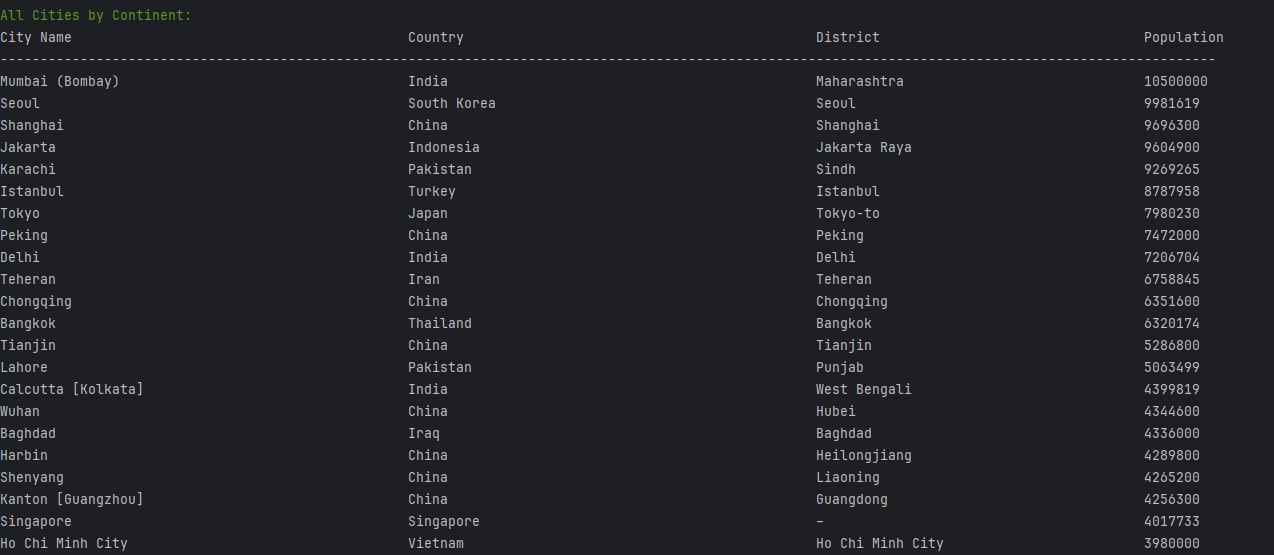 All Cities by Continent:
City Name Country District Population
--------------------------------------------------------------------------------------------------------------------------------------------------------
Mumbai (Bombay) India Maharashtra 10500000
Seoul South Korea Seoul 9981619
Shanghai China Shanghai 9696300
Jakarta Indonesia Jakarta Raya 9604900
Karachi Pakistan Sindh 9269265
Istanbul Turkey Istanbul 8787958
Tokyo Japan Tokyo-to 7980230
Peking China Peking 7472000
Delhi India Delhi 7206704
Teheran Iran Teheran 6758845
Chongqing China Chongqing 6351600
Bangkok Thailand Bangkok 6320174
Tianjin China Tianjin 5286800
Lahore Pakistan Punjab 5063499
Calcutta [Kolkata] India West Bengali 4399819
Wuhan China Hubei 4344600
Baghdad Iraq Baghdad 4336000
Harbin China Heilongjiang 4289800
Shenyang China Liaoning 4265200
Kanton [Guangzhou] China Guangdong 4256300
Singapore Singapore – 4017733
Ho Chi Minh City Vietnam Ho Chi Minh City 3980000